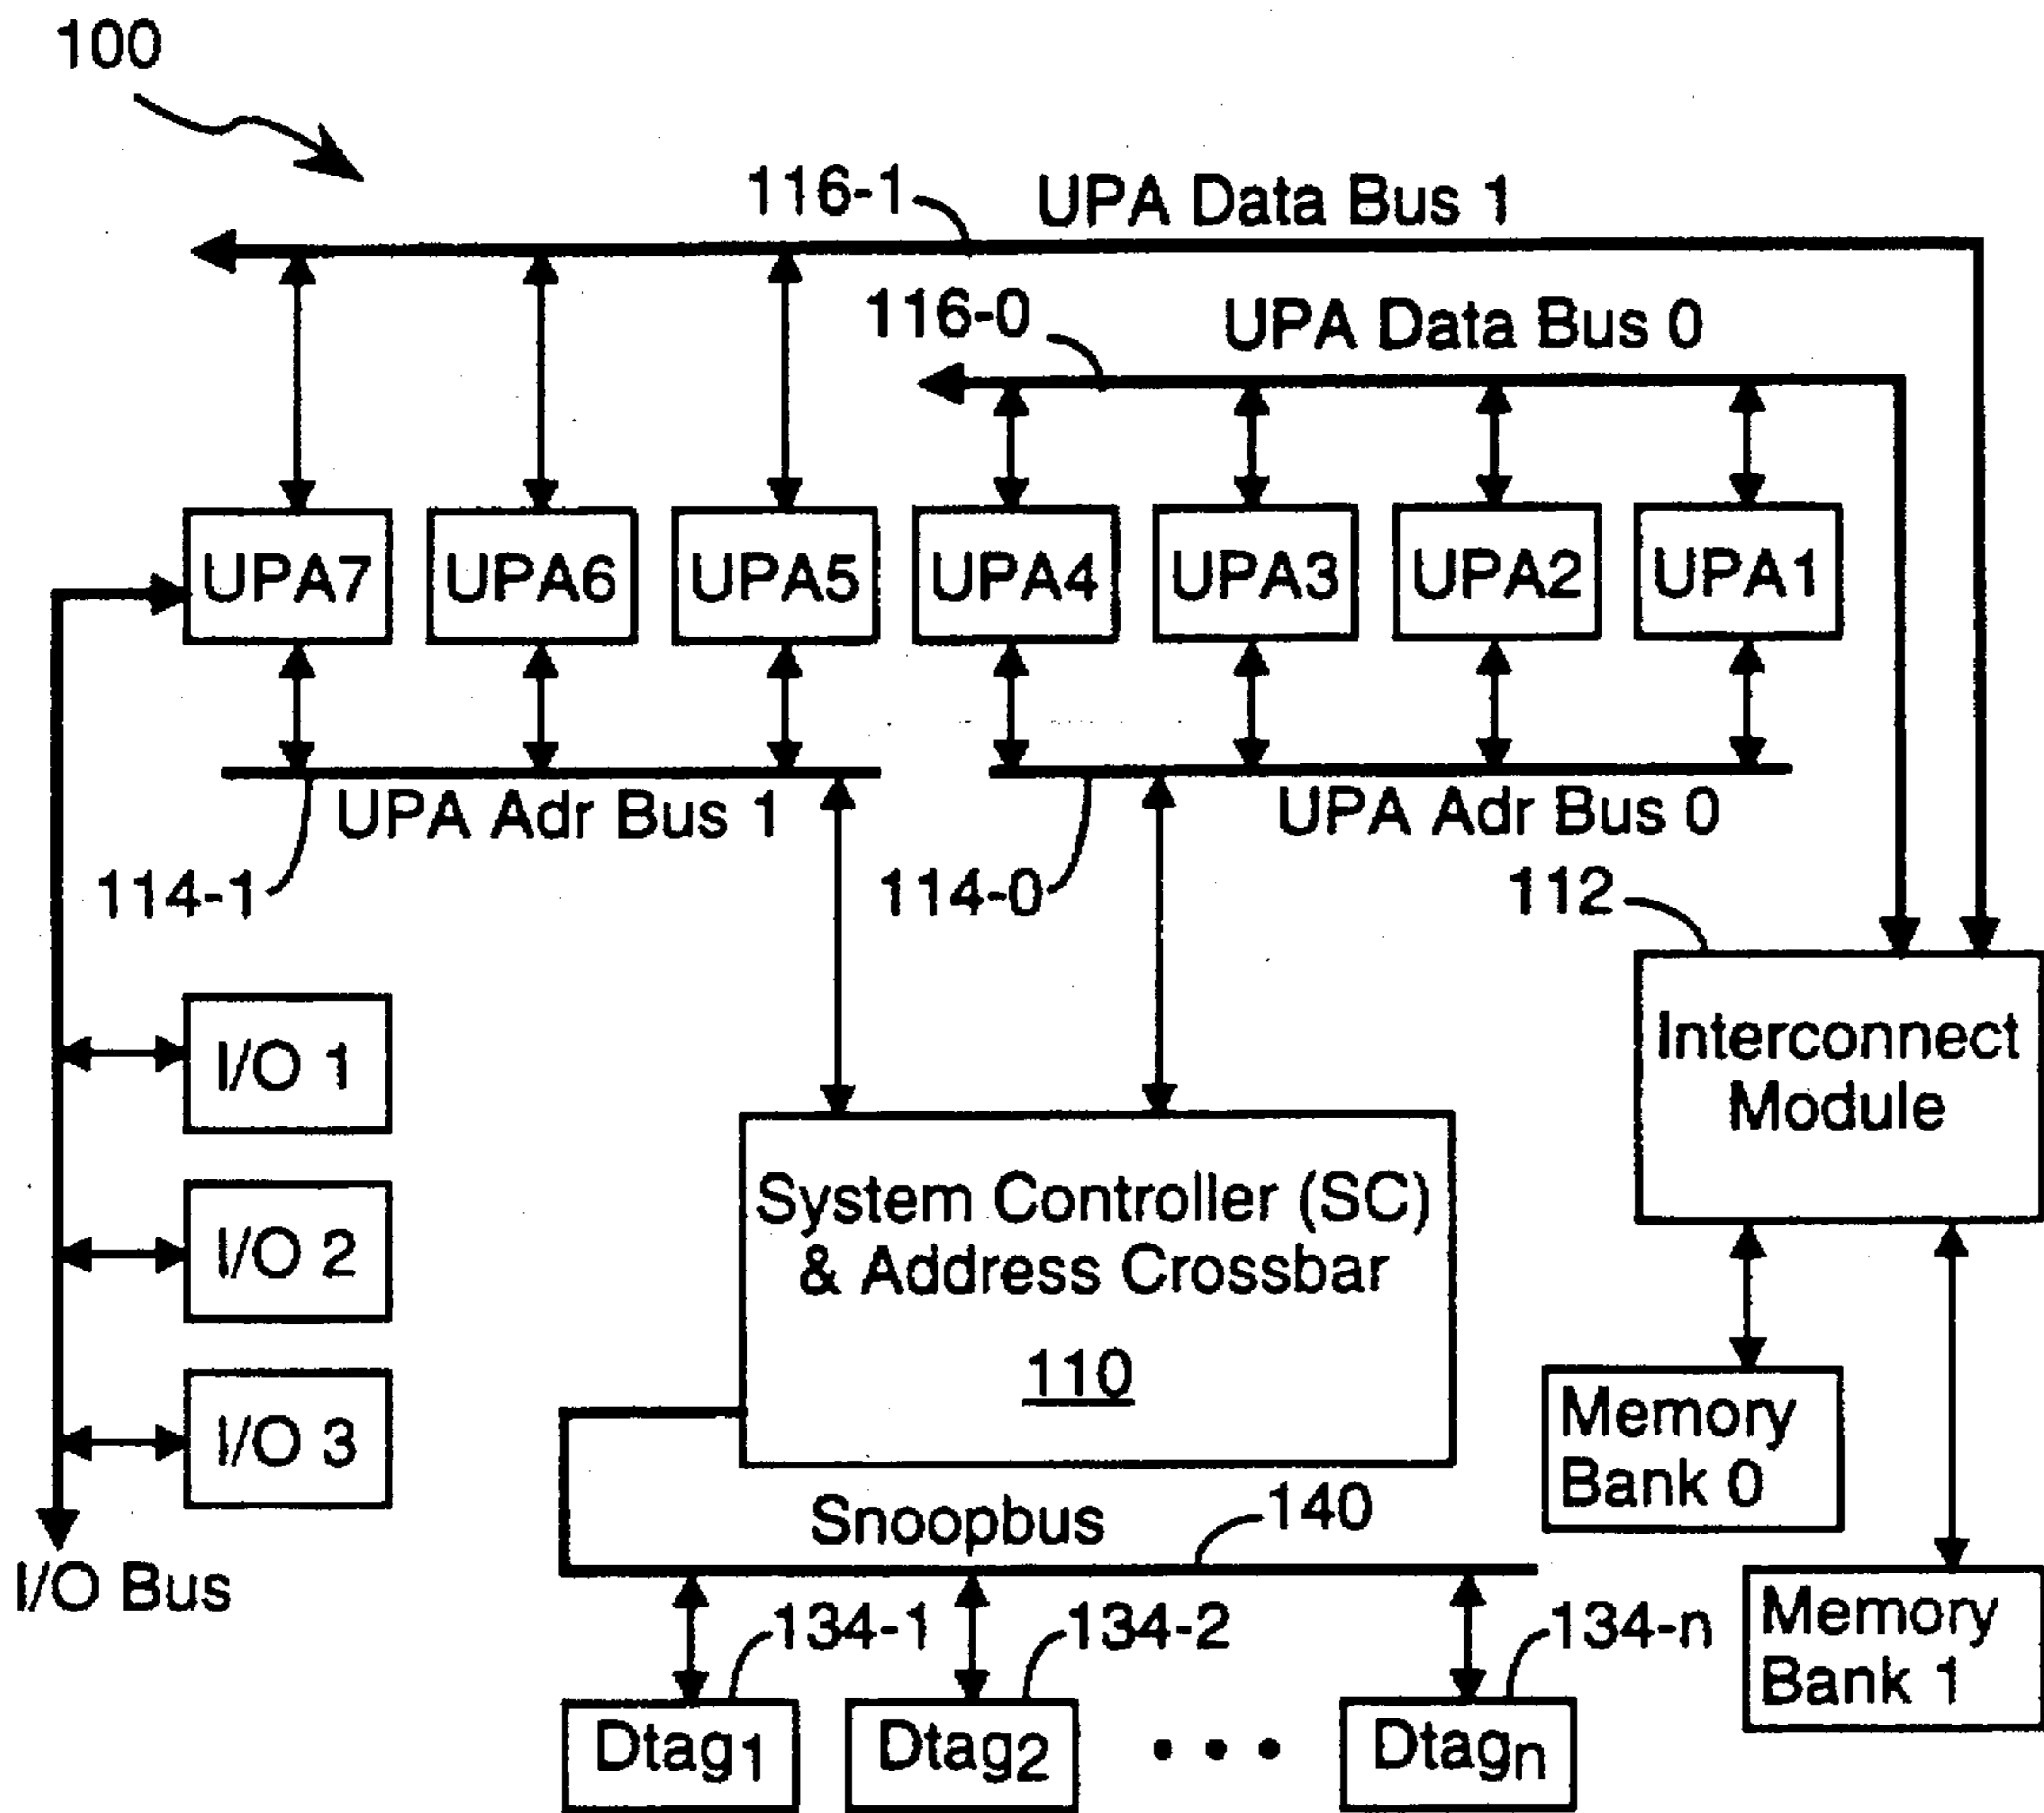 100
116-1
UPA Data Bus 1
116-0
UPA Data Bus 0
UPA7
UPA6
UPA5
UPA4
UPA3
UPA2
UPA1
UPA Adr Bus 1
UPA Adr Bus 0
114-1
114-0
112
Interconnect
Module
I/O 1
I/O 2
I/O 3
I/O Bus
System Controller (SC)
& Address Crossbar
110
Memory
Bank 0
Memory
Bank 1
Snoopbus
140
134-1
134-2
134-n
Dtag1
Dtag2
• • •
Dtagn